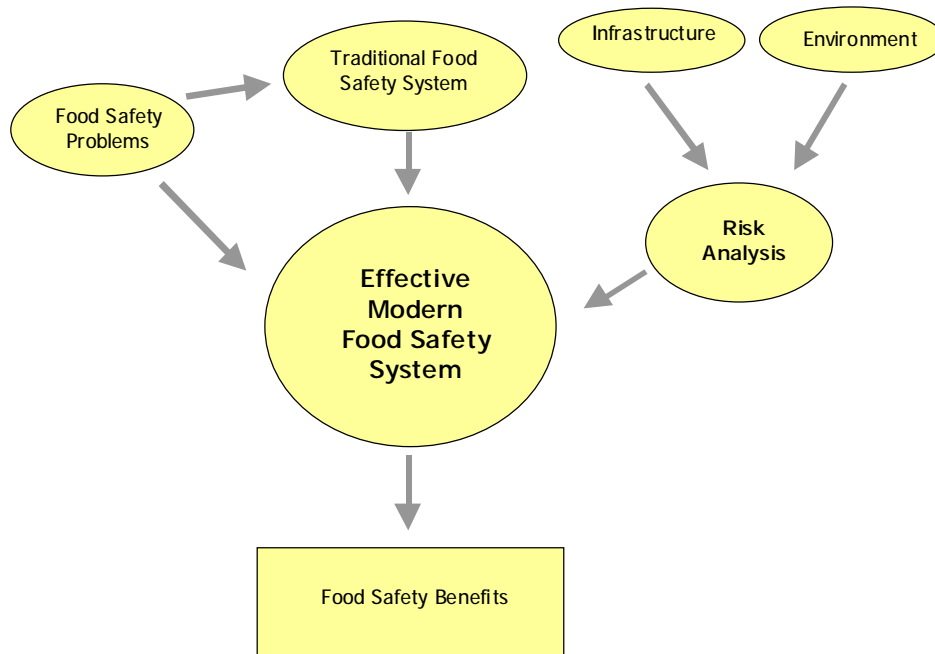 Infrastructure
Environment
Traditional Food
Safety System
Food Safety
Problems
Risk
Analysis
Effective
Modern
Food Safety
System
Food Safety Benefits